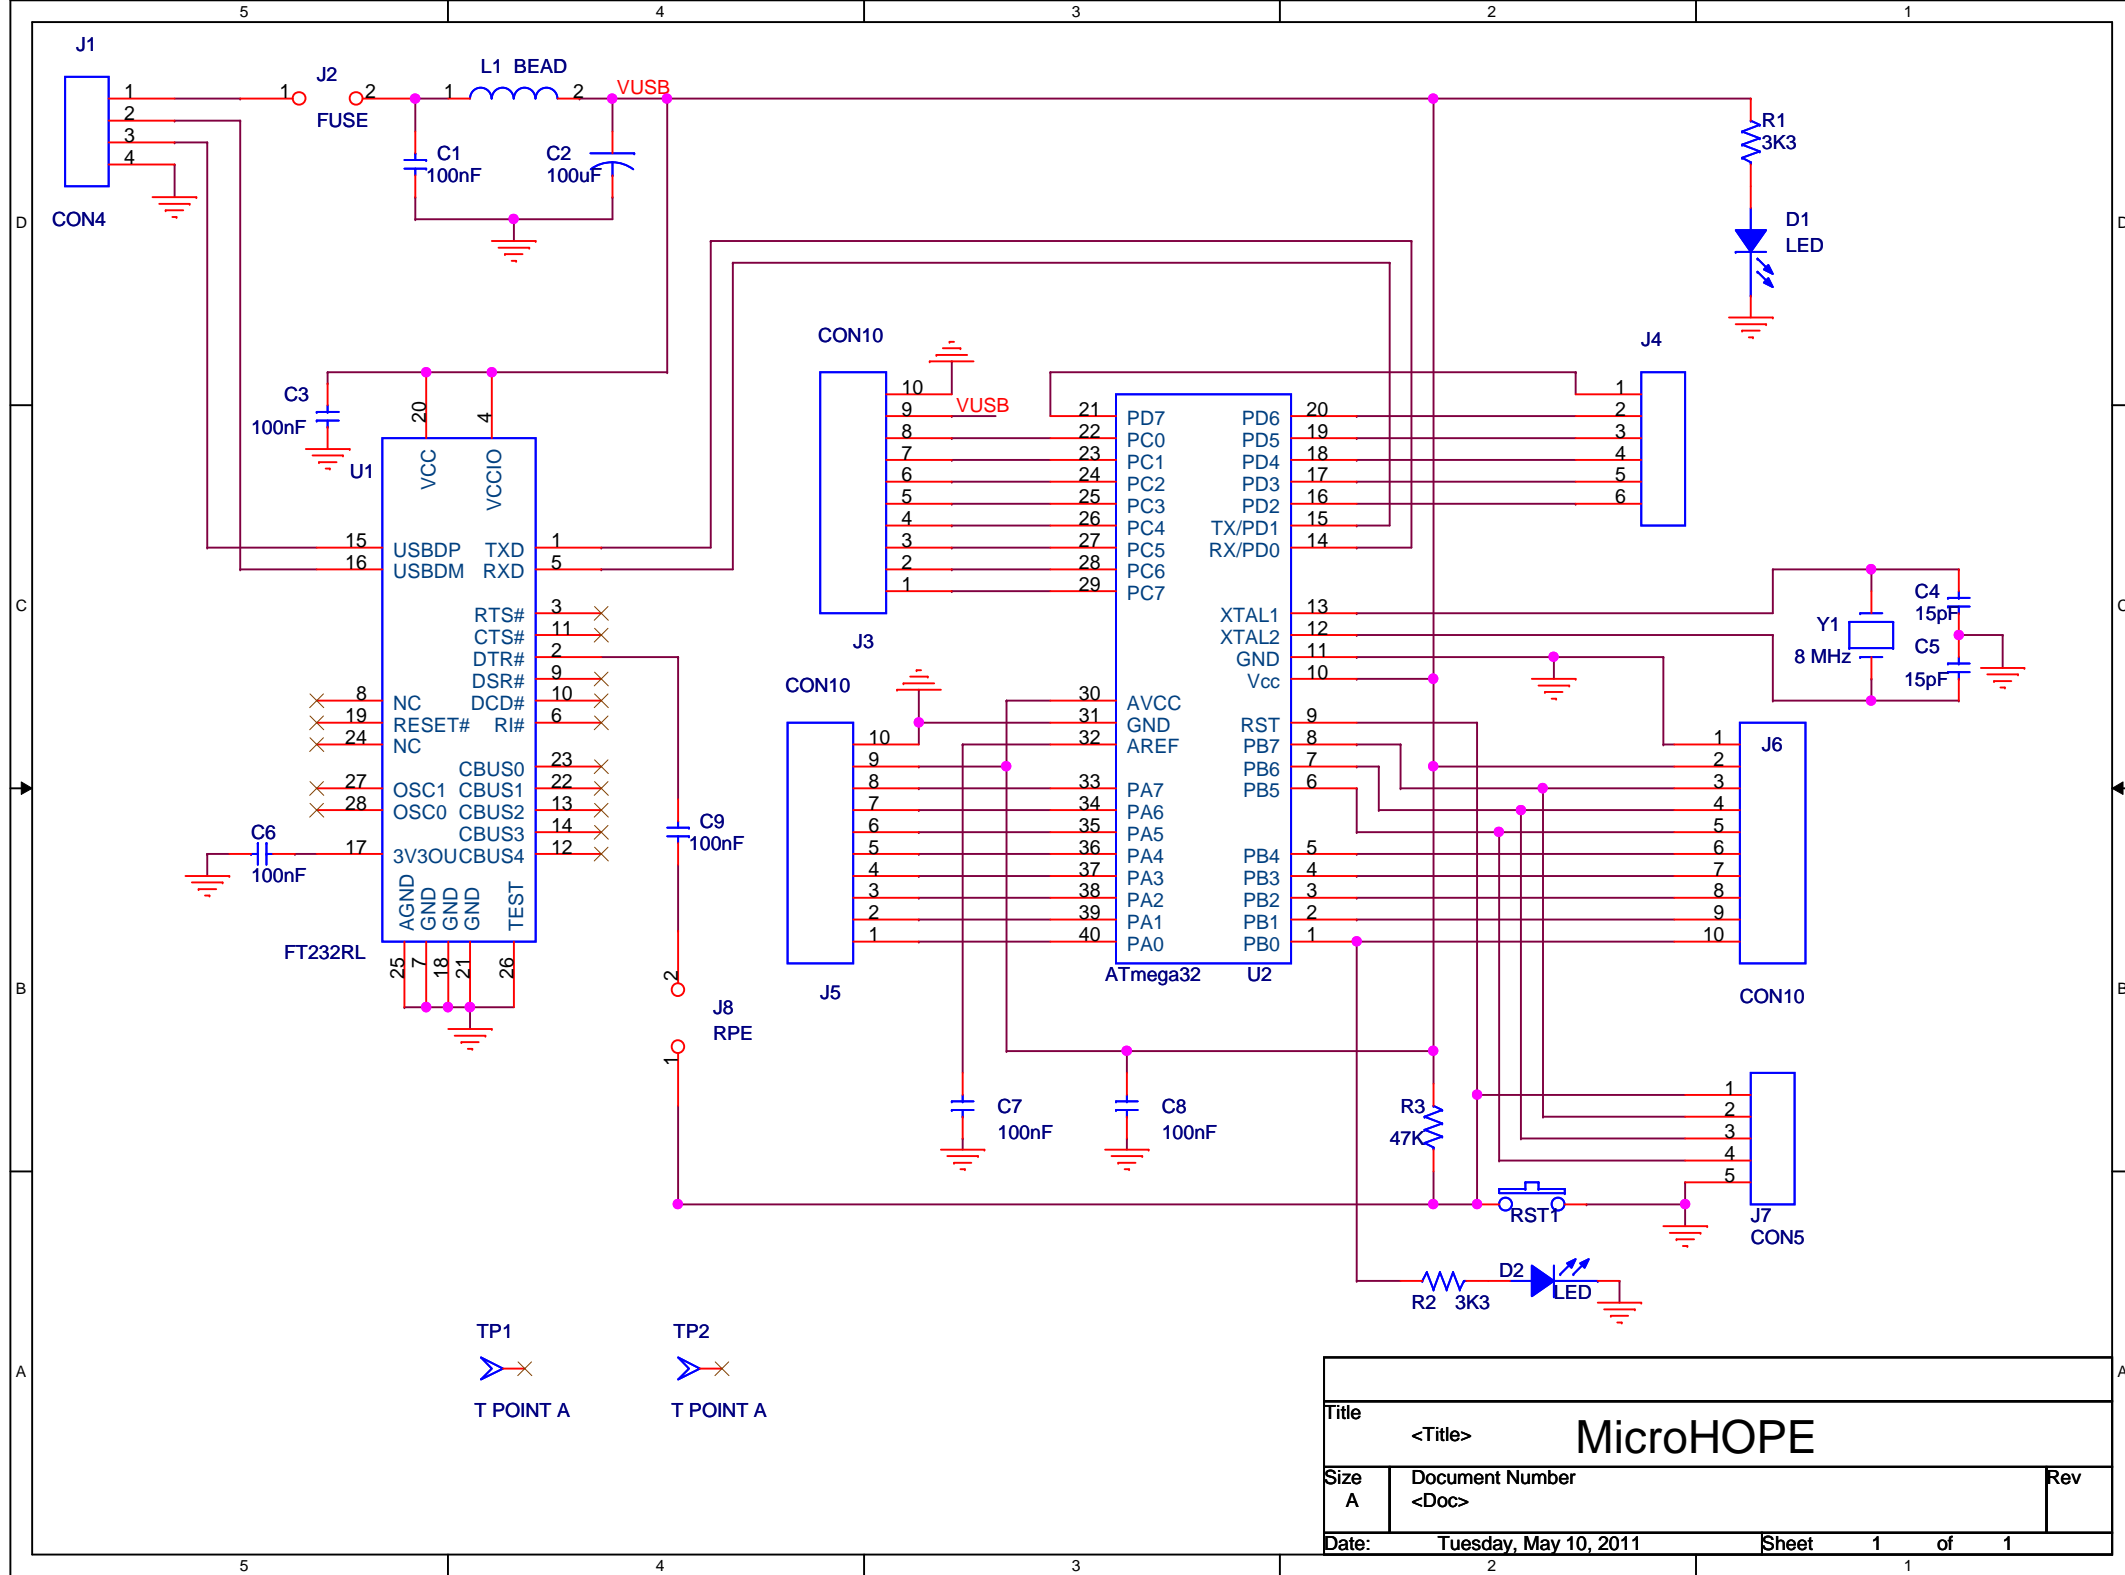 5 4 3 2 1
J1
1
2
3
4
CON4
J2
1 2
FUSE
L1 BEAD
1 2
VUSB
C1
100nF
C2
100uF
R1
3K3
D1
LED
D
D
C3
100nF
U1
20
4
VCC
VCCIO
15 USBDP TXD 1
16 USBDM RXD 5
RTS# 3
CTS# 11
DTR# 2
DSR# 9
8 NC DCD# 10
19 RESET# RI# 6
24 NC
CBUS0 23
27 OSC1 CBUS1 22
28 OSC0 CBUS2 13
CBUS3 14
17 3V3OUCBUS4 12
AGND
GND
GND
GND
TEST
25
7
18
21
26
FT232RL
C6
100nF
C9
100nF
2
J8
RPE
1
CON10
10
9 VUSB
8
7
6
5
4
3
2
1
J3
CON10
10
9
8
7
6
5
4
3
2
1
J5
21 PD7 PD6 20
22 PC0 PD5 19
23 PC1 PD4 18
24 PC2 PD3 17
25 PC3 PD2 16
26 PC4 TX/PD1 15
27 PC5 RX/PD0 14
28 PC6
29 PC7
XTAL1 13
XTAL2 12
GND 11
Vcc 10
30 AVCC
31 GND RST 9
32 AREF PB7 8
PB6 7
33 PA7 PB5 6
34 PA6
35 PA5
36 PA4 PB4 5
37 PA3 PB3 4
38 PA2 PB2 3
39 PA1 PB1 2
40 PA0 PB0 1
ATmega32 U2
J4
1
2
3
4
5
6
C
C
Y1
8 MHz
C4
15pF
C5
15pF
J6
1
2
3
4
5
6
7
8
9
10
CON10
B
B
C7
100nF
C8
100nF
R3
47K
1
2
3
4
5
J7
CON5
RST1
R2 3K3
D2
LED
TP1
T POINT A
TP2
T POINT A
A
A
Title
<Title> MicroHOPE
Size
A
Document Number
<Doc>
Rev
Date: Tuesday, May 10, 2011 Sheet 1 of 1
5 4 3 2 1